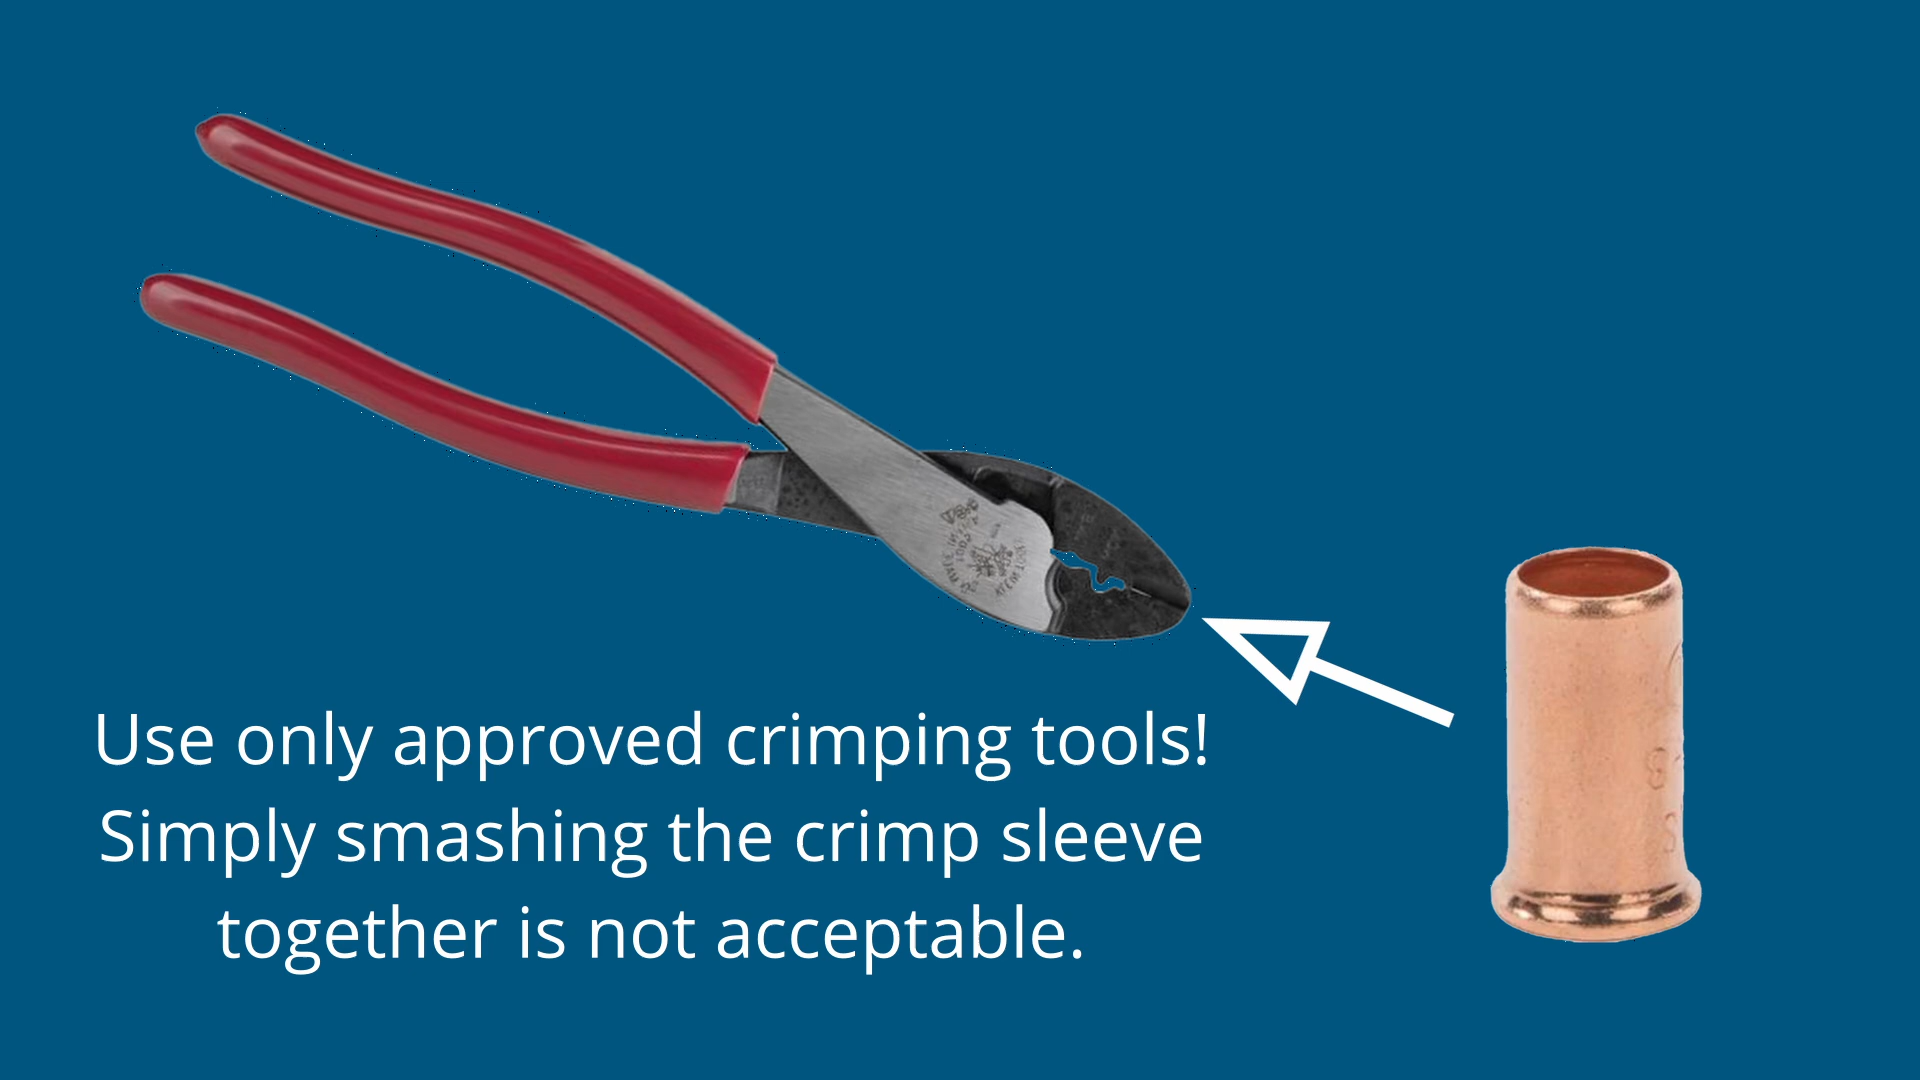 Use only approved crimping tools!
Simply smashing the crimp sleeve
together is not acceptable.